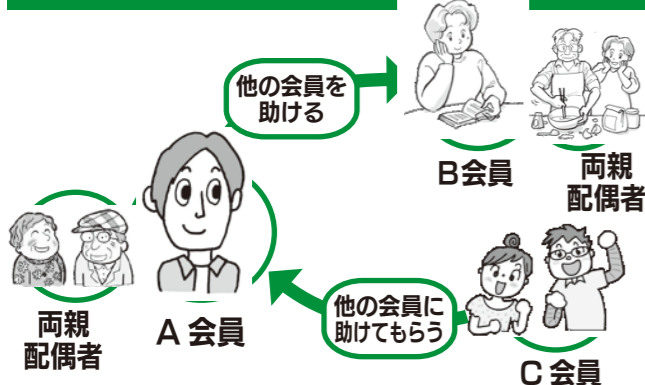 他の会員を
助ける
B会員
両親
配偶者
両親
配偶者
A 会員
他の会員に
助けてもらう
C 会員